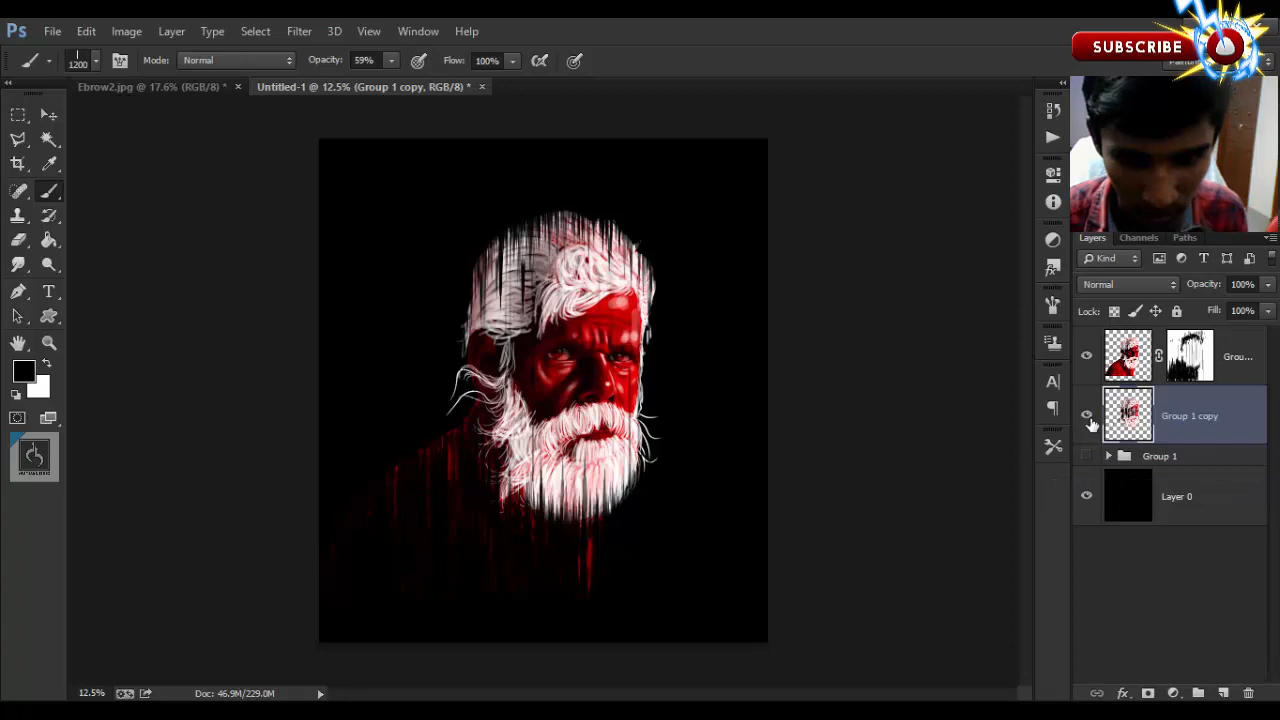 Ps File Edit Image Layer Type Select Filter 3D View Window Help
SUBSCRIBE
1200 Mode: Normal Opacity: 59% Flow: 100%
Ebrow2.jpg @ 17.6% (RGB/8) * × Untitled-1 @ 12.5% (Group 1 copy, RGB/8) * ×
Layers Channels Paths
Kind
Normal Opacity: 100%
Lock: Fill: 100%
Grou...
Group 1 copy
Group 1
Layer 0
12.5% Doc: 46.9M/229.0M